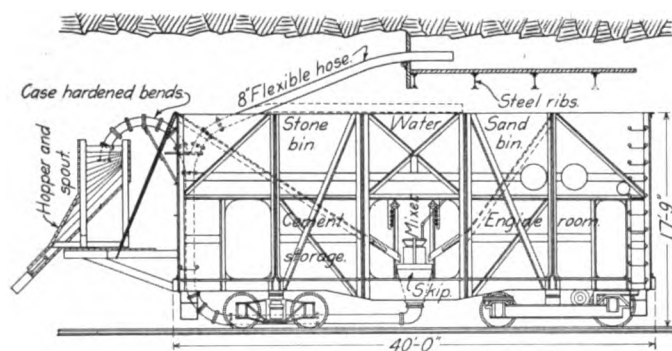 8" Flexible hose.
Case hardened bends.
Steel ribs.
Stone
bin
Water
Sand
bin.
Hopper and
spout.
Mixer
Cement
storage.
Engine room.
Skip.
17'-9"
40'-0"